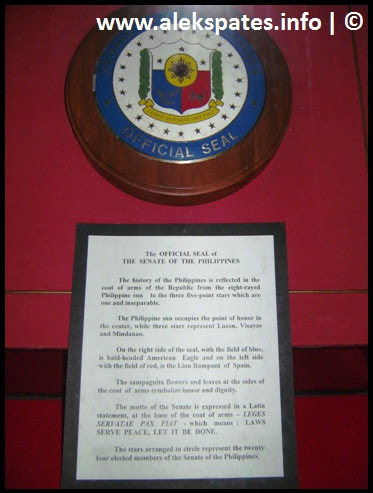 www.alekspates.info | ©
OFFICIAL SEAL
The OFFICIAL SEAL of
THE SENATE OF THE PHILIPPINES
The history of the Philippines is reflected in the
coat of arms of the Republic from the eight-rayed
Philippine sun to the three five-point stars which are
one and inseparable.
The Philippine sun occupies the point of honor in
the center, while three stars represent Luzon, Visayas
and Mindanao.
On the right side of the seal, with the field of blue,
is bald-headed American Eagle and on the left side
with the field of red, is the Lion Rampant of Spain.
The sampaguita flowers and leaves at the sides of
the coat of arms symbolize honor and dignity.
The motto of the Senate is expressed in a Latin
statement, at the base of the coat of arms – LEGES
SERVATAE PAX FIAT - which means : LAWS
SERVE PEACE, LET IT BE DONE.
The stars arranged in circle represent the twenty-
four elected members of the Senate of the Philippines.